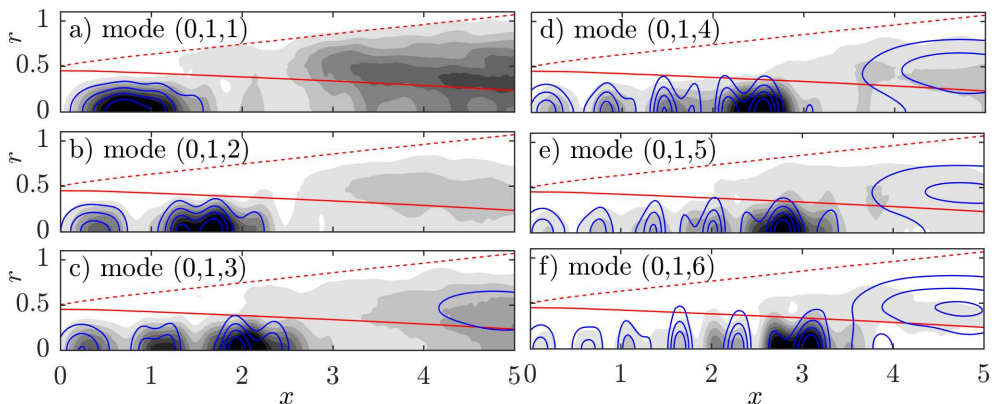 a) mode (0,1,1)
r
1
0.5
0
b) mode (0,1,2)
r
1
0.5
0
c) mode (0,1,3)
r
1
0.5
0
0 1 2 3 4 5
x
d) mode (0,1,4)
e) mode (0,1,5)
f) mode (0,1,6)
0 1 2 3 4 5
x